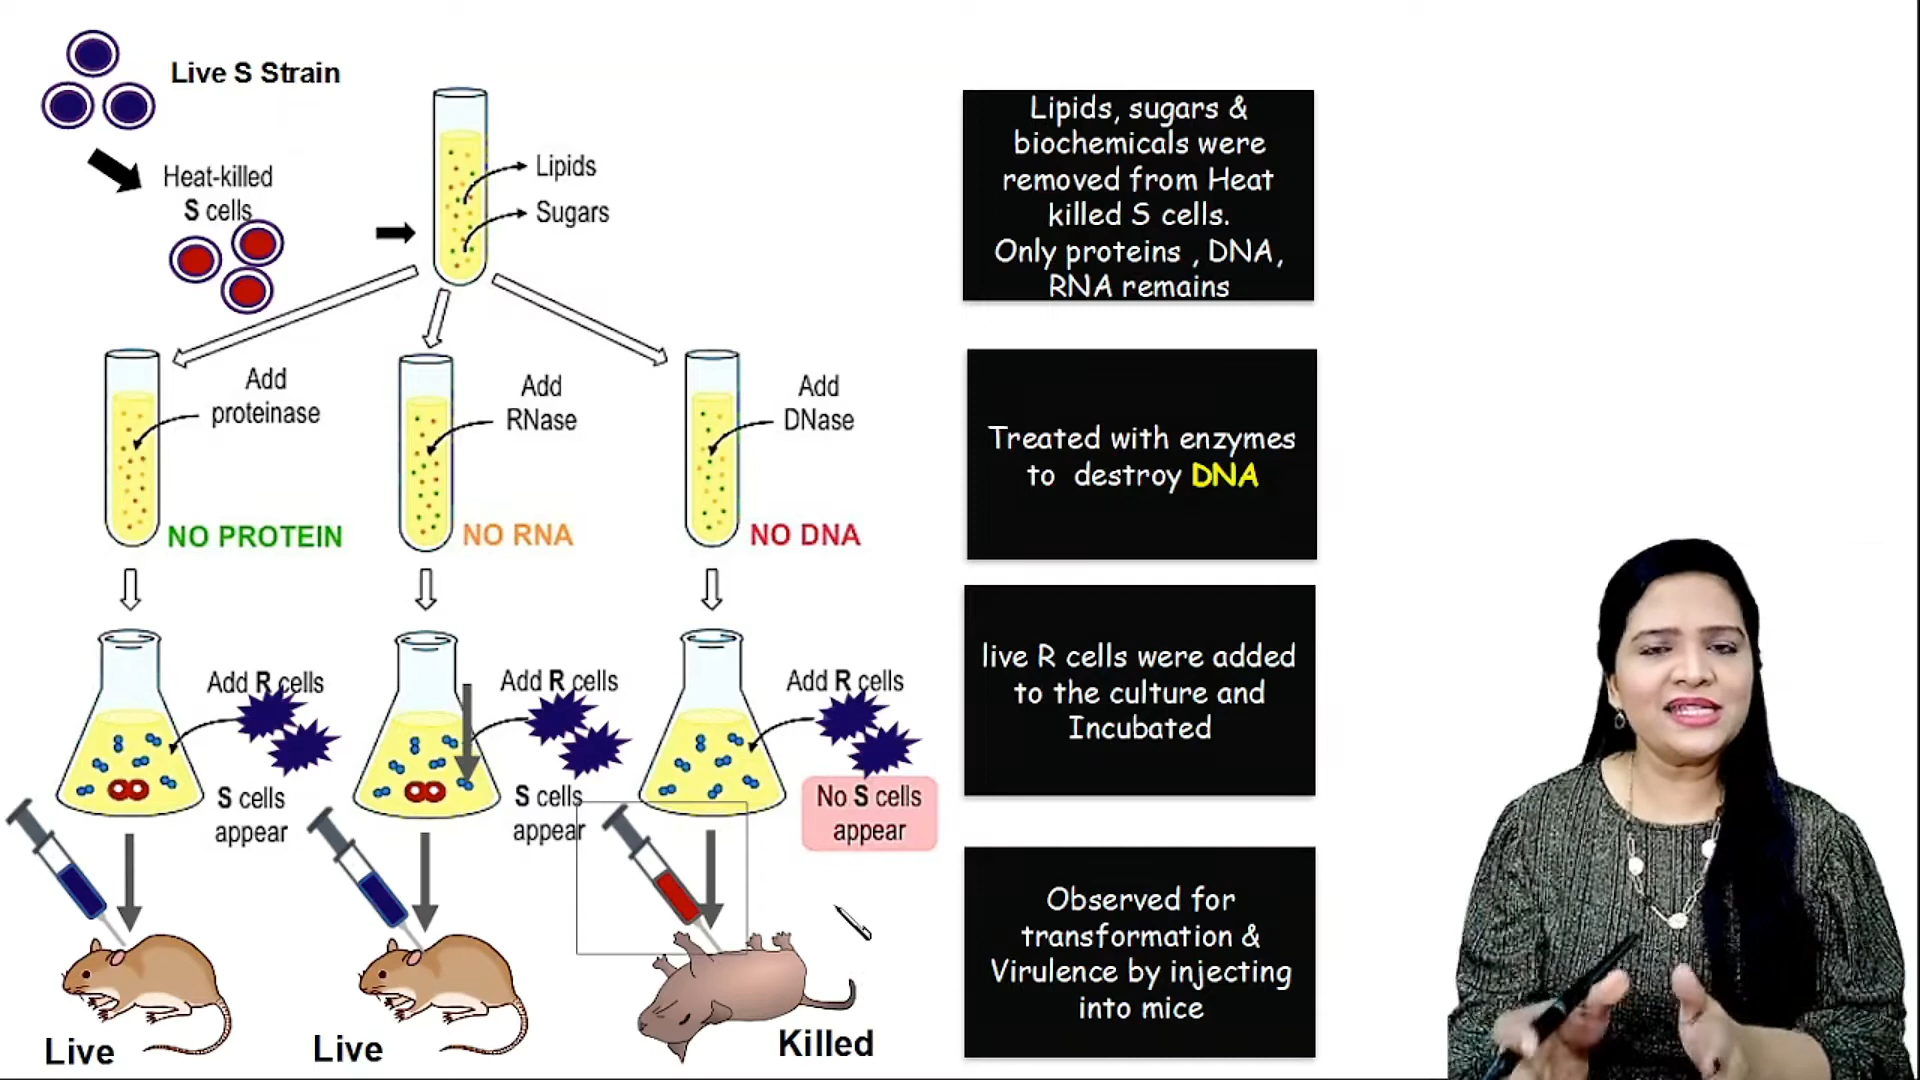 Live S Strain
Heat-killed
S cells
Lipids
Sugars
Add
proteinase
NO PROTEIN
Add
RNase
NO RNA
Add
DNase
NO DNA
Add R cells
S cells
appear
Add R cells
S cells
appear
Add R cells
No S cells
appear
Live
Live
Killed
Lipids, sugars &
biochemicals were
removed from Heat
killed S cells.
Only proteins , DNA,
RNA remains
Treated with enzymes
to destroy DNA
live R cells were added
to the culture and
Incubated
Observed for
transformation &
Virulence by injecting
into mice